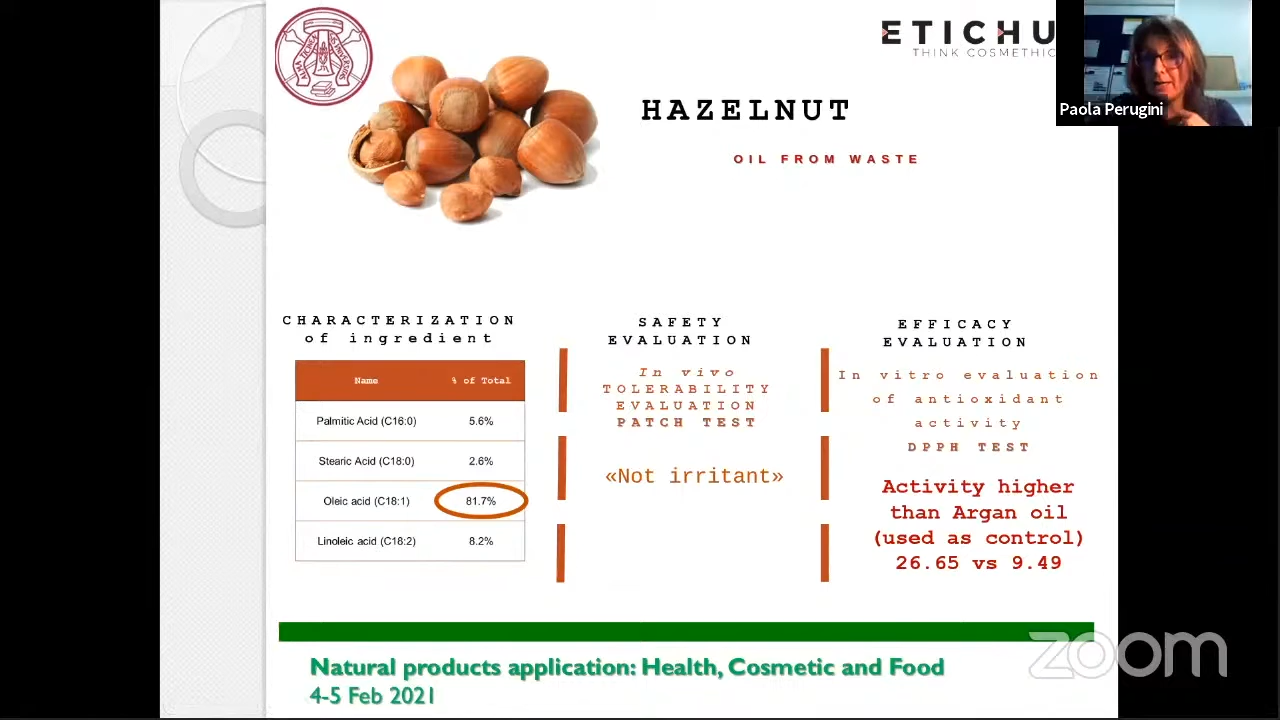 ETICHU
THINK COSMETHIC
Paola Perugini
HAZELNUT
OIL FROM WASTE
CHARACTERIZATION
of ingredient
Name % of Total
Palmitic Acid (C16:0) 5.6%
Stearic Acid (C18:0) 2.6%
Oleic acid (C18:1) 81.7%
Linoleic acid (C18:2) 8.2%
SAFETY
EVALUATION
In vivo
TOLERABILITY
EVALUATION
PATCH TEST
«Not irritant»
EFFICACY
EVALUATION
In vitro evaluation
of antioxidant
activity
DPPH TEST
Activity higher
than Argan oil
(used as control)
26.65 vs 9.49
Natural products application: Health, Cosmetic and Food
4-5 Feb 2021
zoom